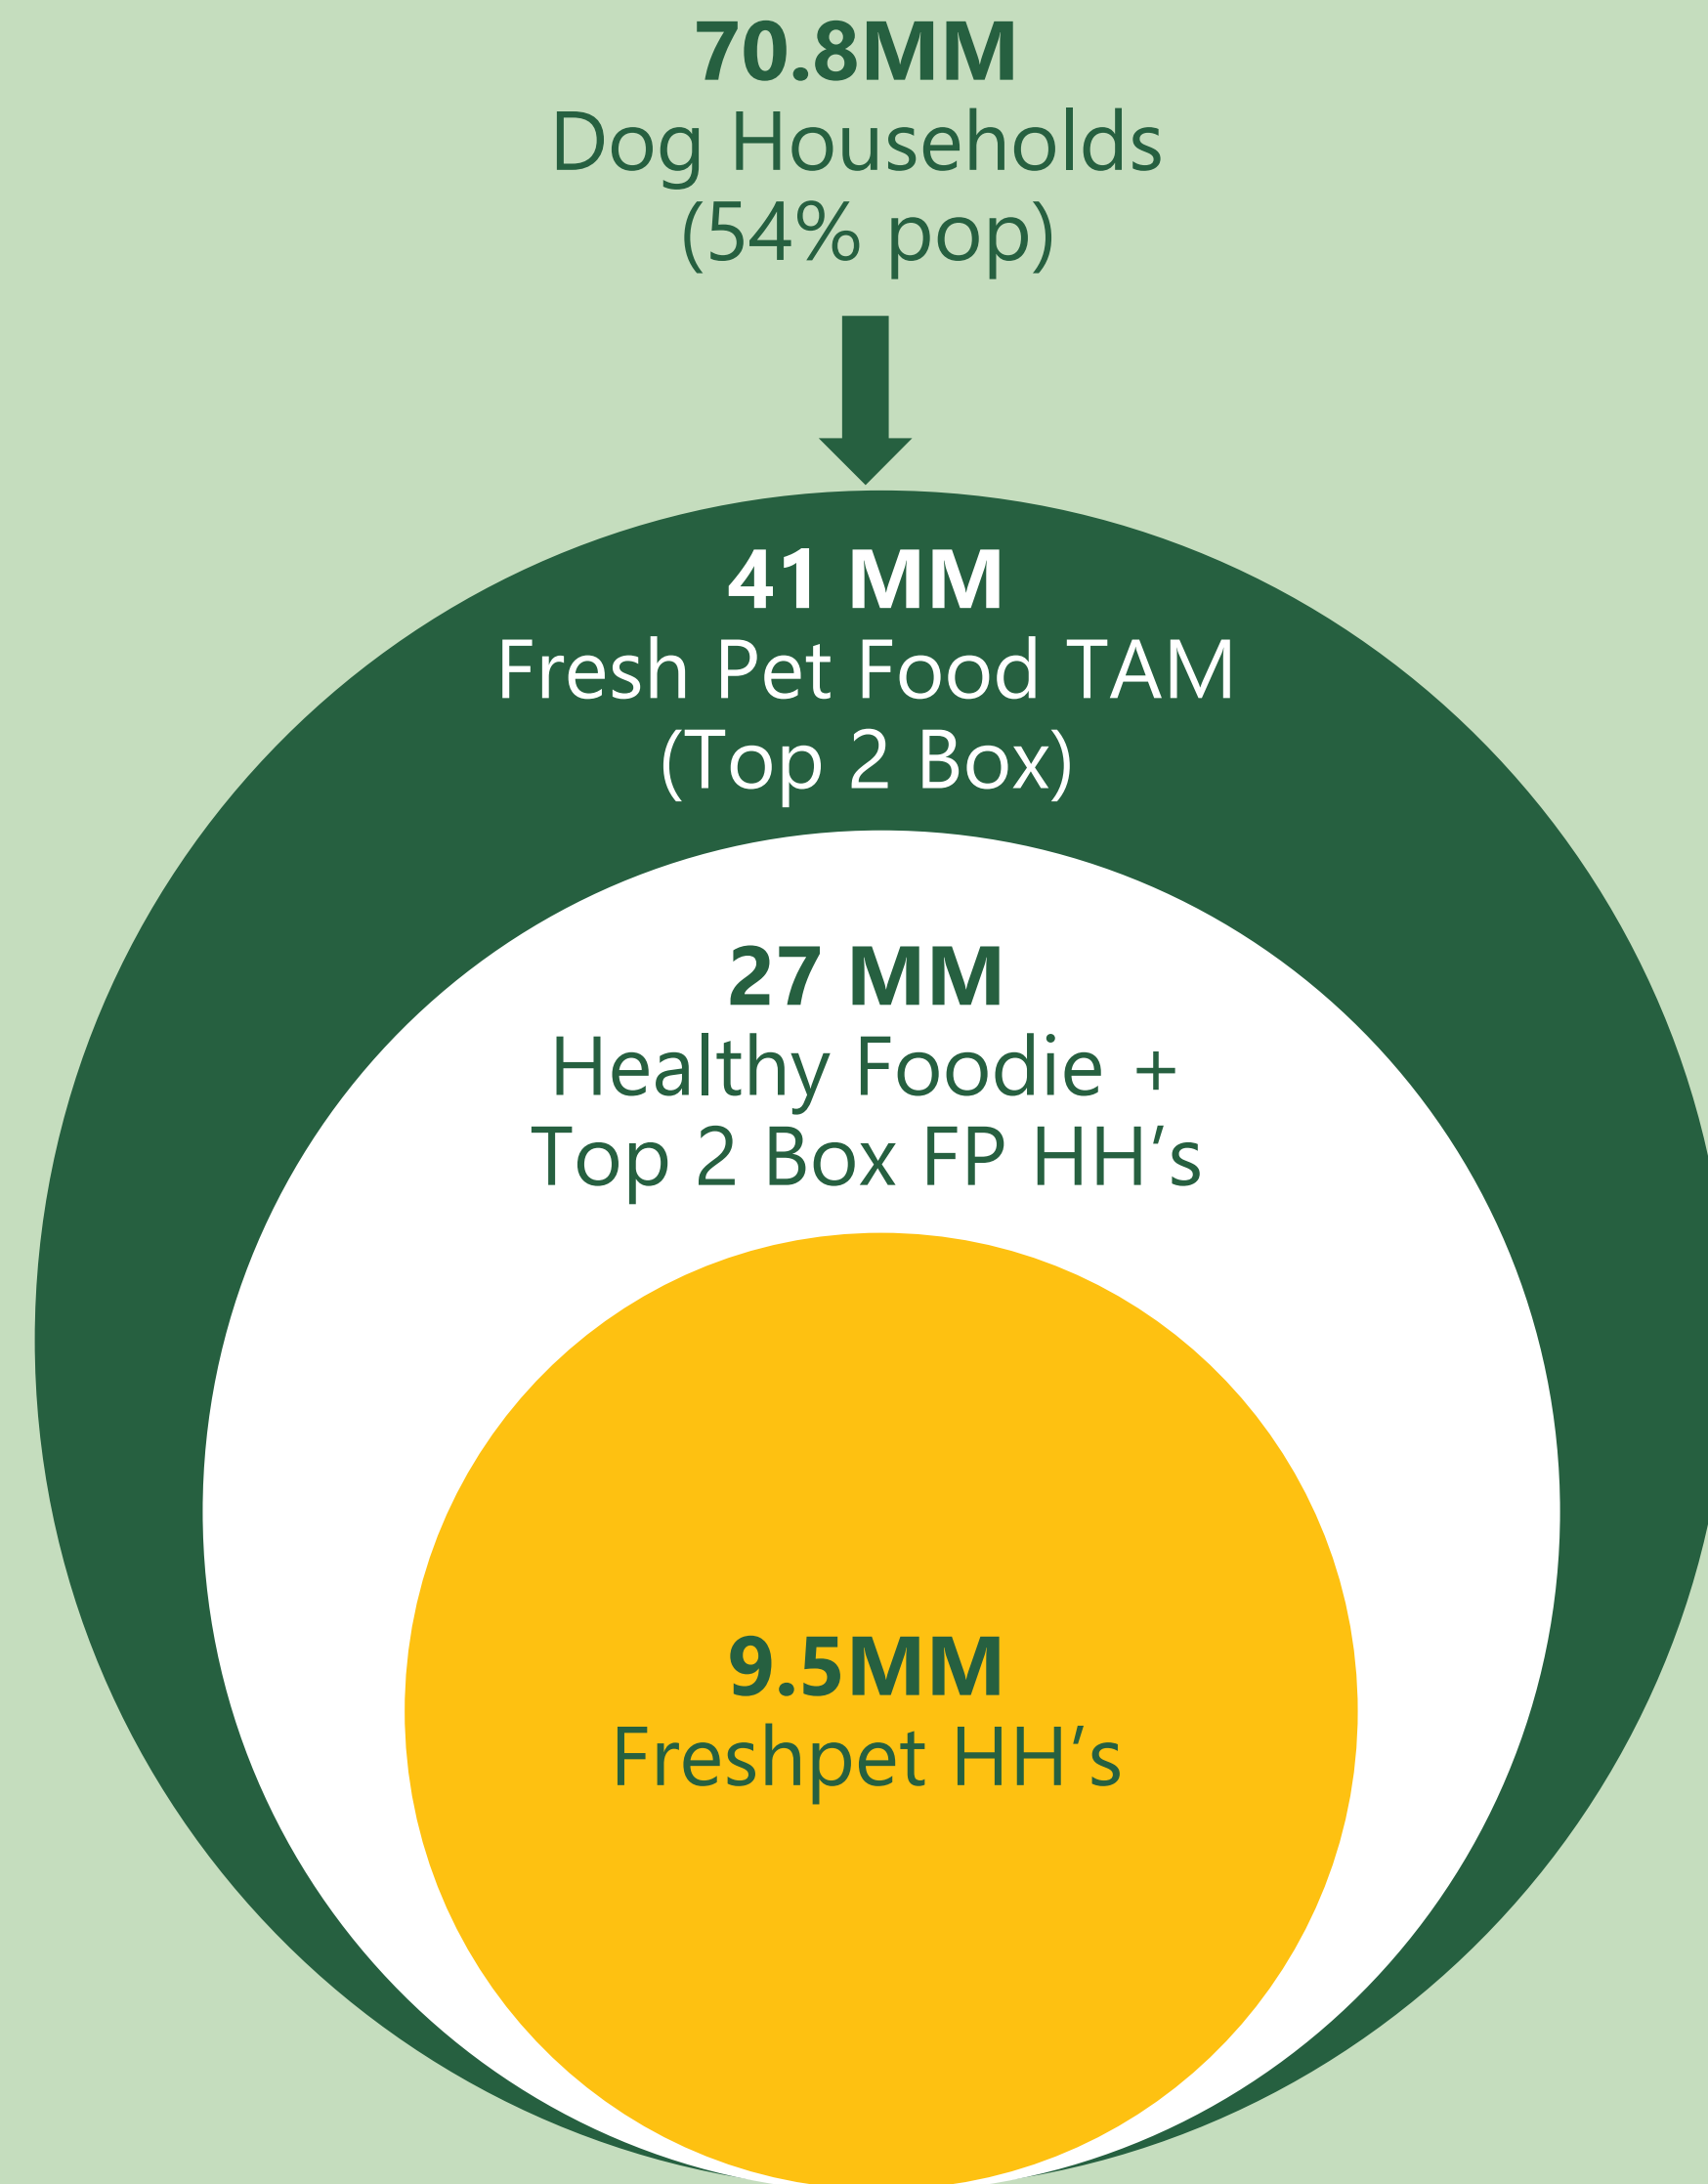 70.8MM
Dog Households
(54% pop)
41 MM
Fresh Pet Food TAM
(Top 2 Box)
27 MM
Healthy Foodie +
Top 2 Box FP HH’s
9.5MM
Freshpet HH’s